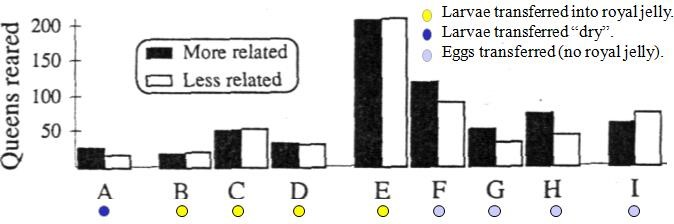 Larvae transferred into royal jelly.
Larvae transferred “dry”.
Eggs transferred (no royal jelly).
More related
Less related
Queens reared
200
150
100
50
A B C D E F G H I